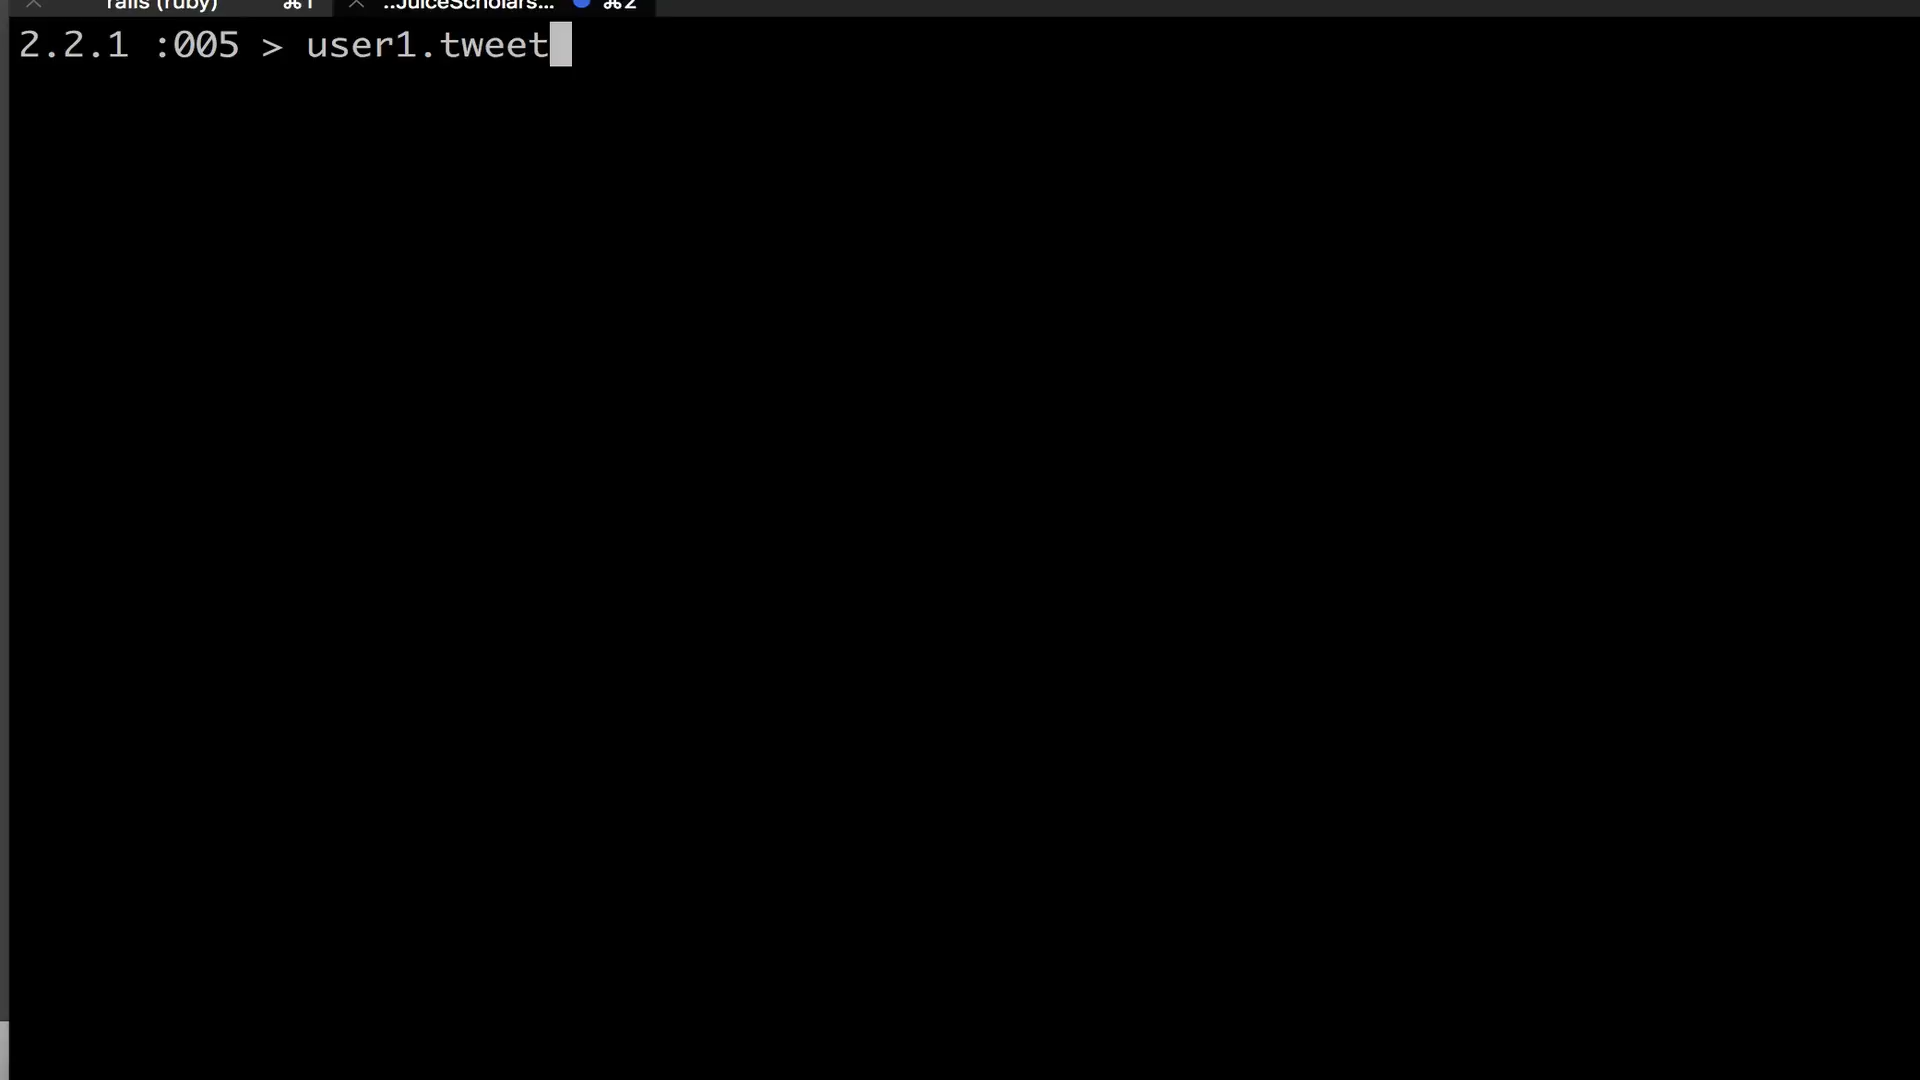 rails (ruby) ⌘1 ..JuiceScholars... ⌘2
2.2.1 :005 > user1.tweet